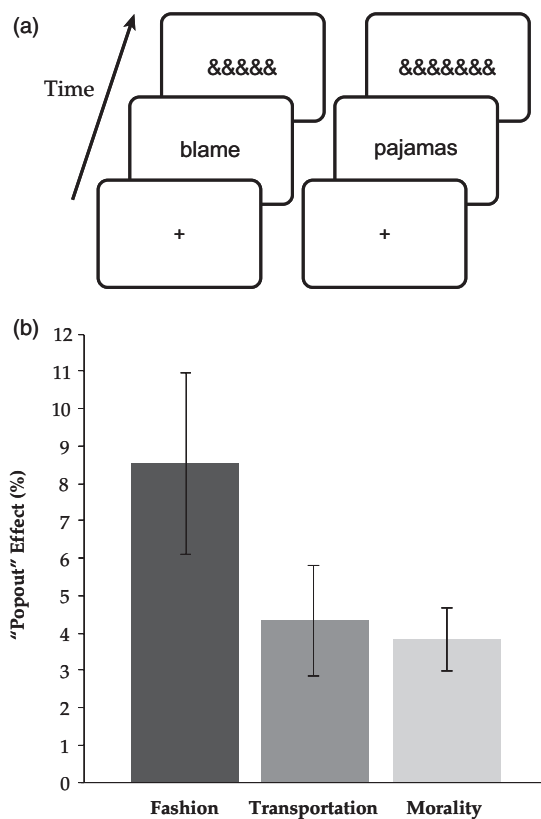 (a)
Time
&&&&&
&&&&&&&
blame
pajamas
+
+
(b)
12
11
10
9
8
7
6
5
4
3
2
1
0
"Popout" Effect (%)
Fashion Transportation Morality